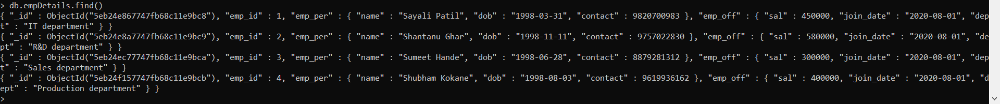 > db.empDetails.find()
{ "_id" : ObjectId("5eb24e867747fb68c11e9bc8"), "emp_id" : 1, "emp_per" : { "name" : "Sayali Patil", "dob" : "1998-03-31", "contact" : 9820700983 }, "emp_off" : { "sal" : 450000, "join_date" : "2020-08-01", "dep
t" : "IT department" } }
{ "_id" : ObjectId("5eb24e8a7747fb68c11e9bc9"), "emp_id" : 2, "emp_per" : { "name" : "Shantanu Ghar", "dob" : "1998-11-11", "contact" : 9757022830 }, "emp_off" : { "sal" : 580000, "join_date" : "2020-08-01", "de
pt" : "R&D department" } }
{ "_id" : ObjectId("5eb24ec77747fb68c11e9bca"), "emp_id" : 3, "emp_per" : { "name" : "Sumeet Hande", "dob" : "1998-06-28", "contact" : 8879281312 }, "emp_off" : { "sal" : 300000, "join_date" : "2020-08-01", "dep
t" : "Sales department" } }
{ "_id" : ObjectId("5eb24f157747fb68c11e9bcb"), "emp_id" : 4, "emp_per" : { "name" : "Shubham Kokane", "dob" : "1998-08-03", "contact" : 9619936162 }, "emp_off" : { "sal" : 400000, "join_date" : "2020-08-01", "d
ept" : "Production department" } }
>